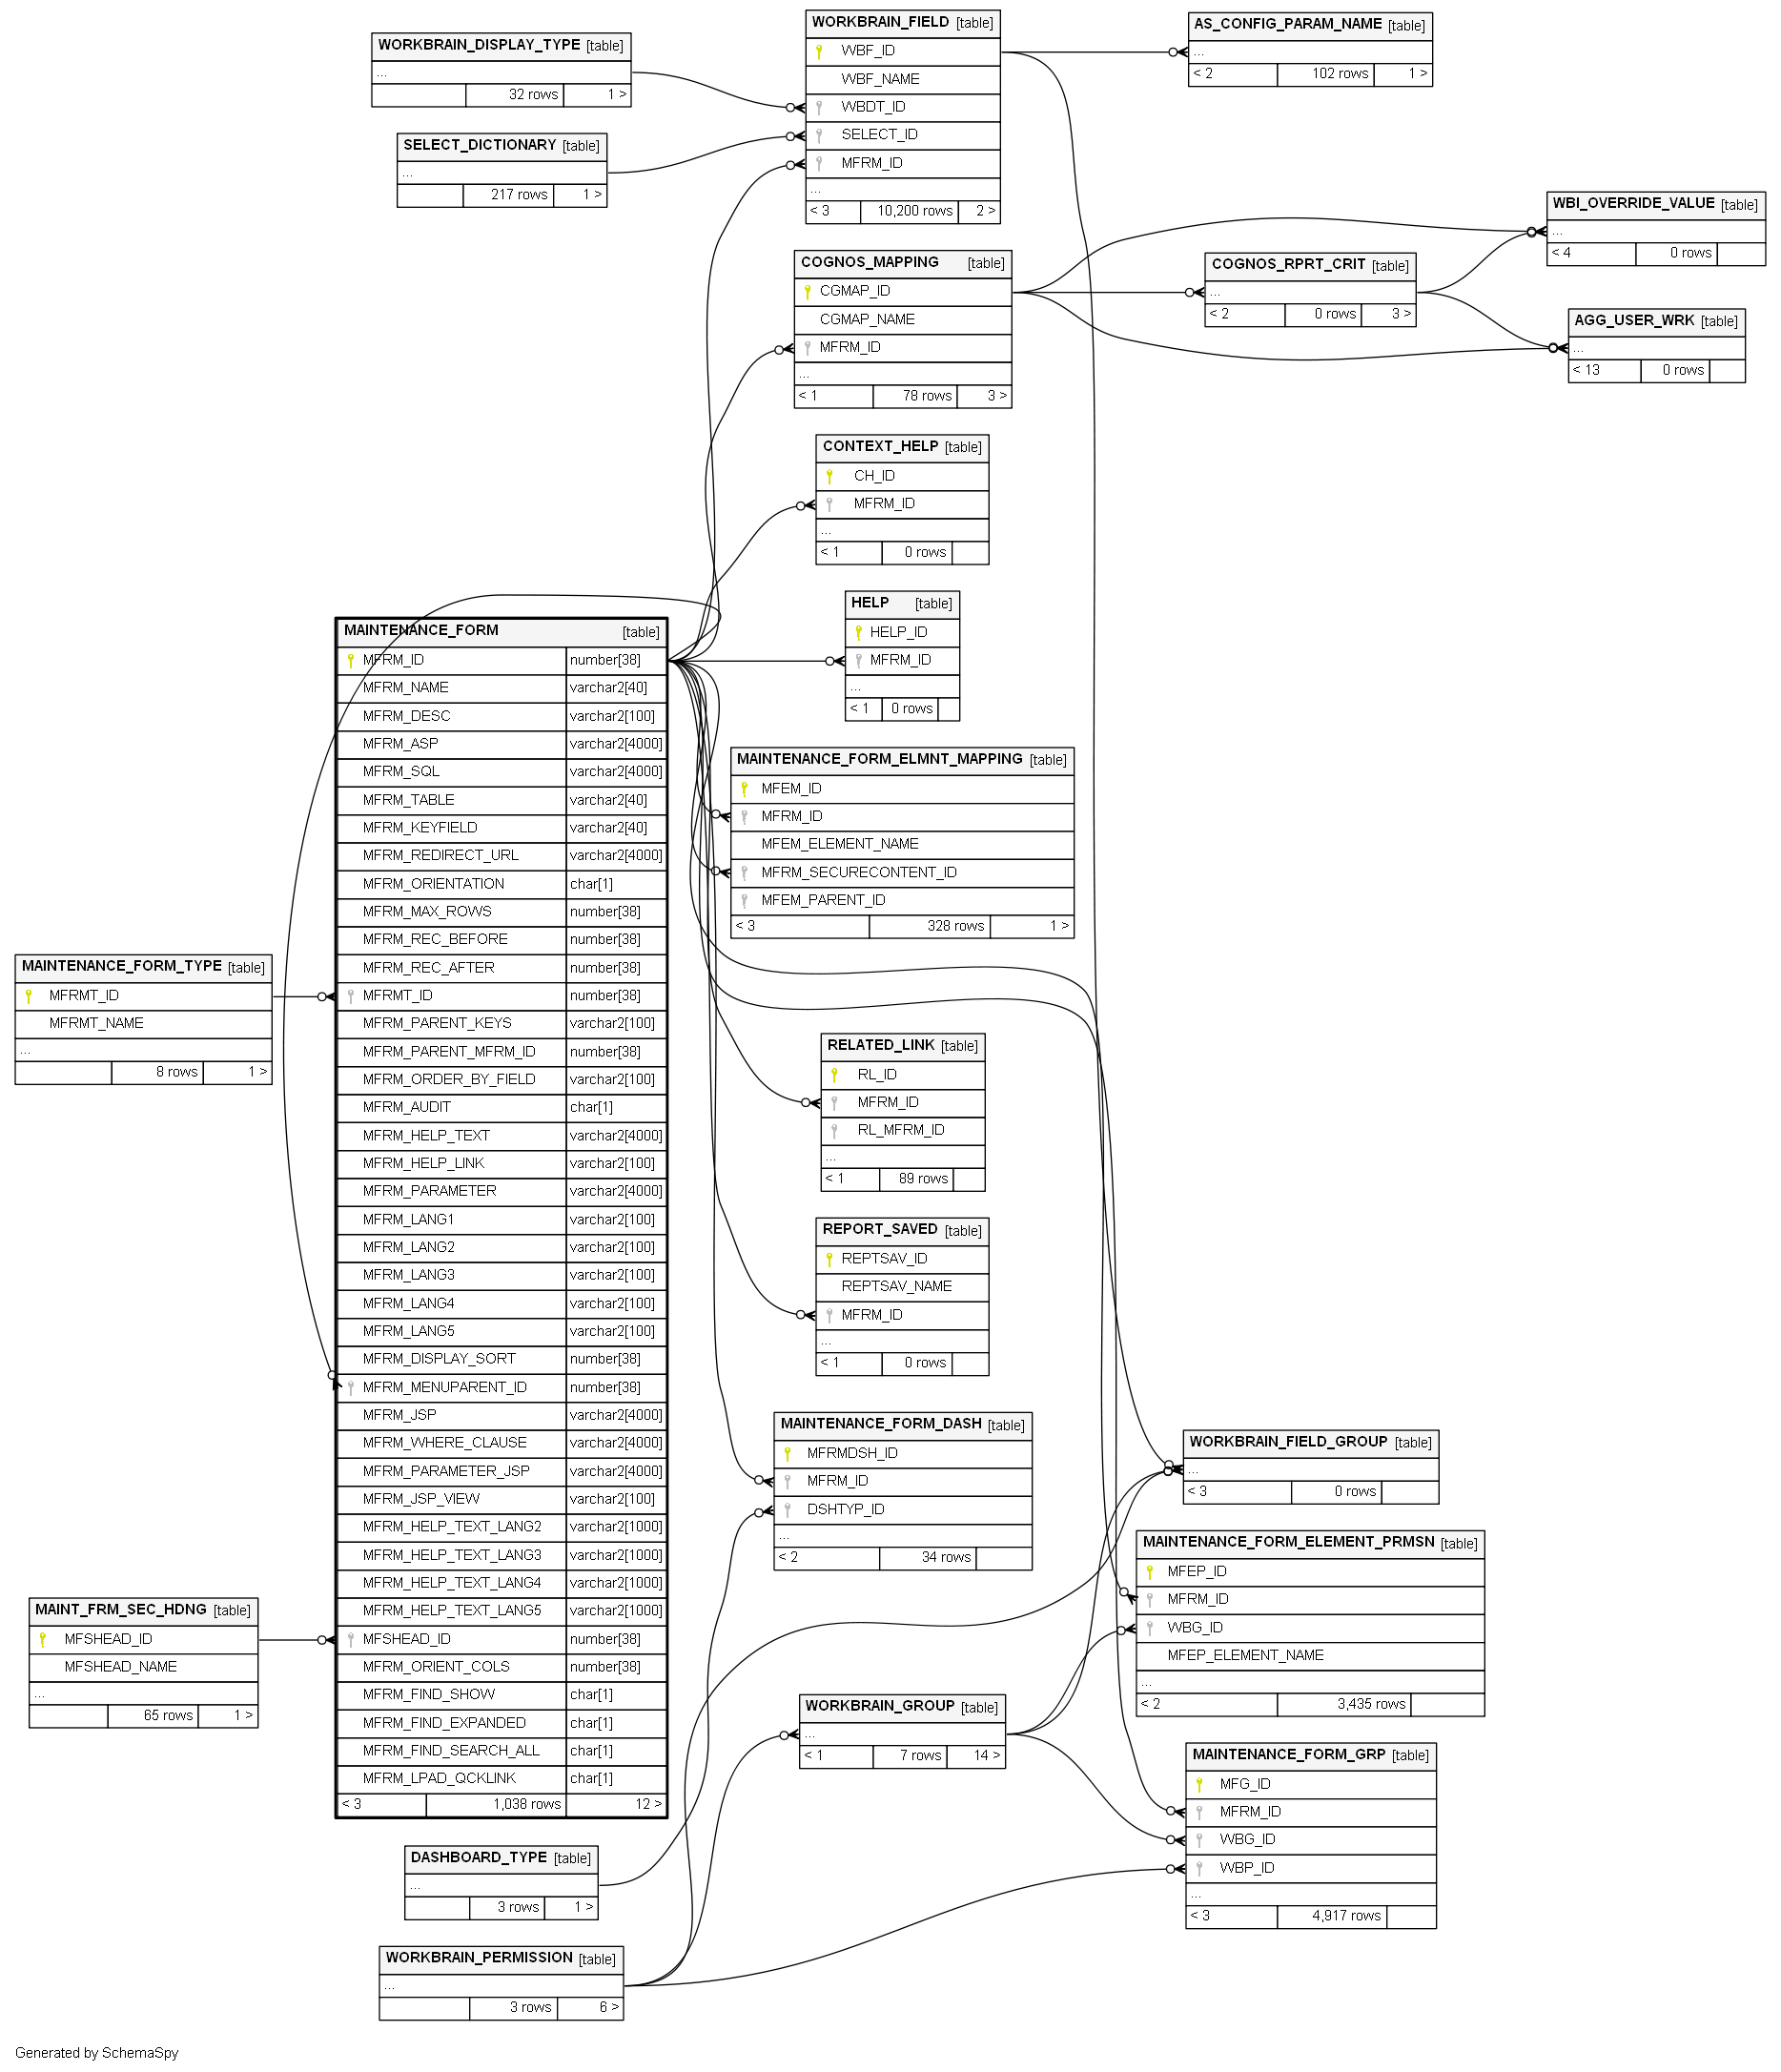 WORKBRAIN_DISPLAY_TYPE [table]
...
32 rows 1 >
SELECT_DICTIONARY [table]
...
217 rows 1 >
WORKBRAIN_FIELD [table]
WBF_ID
WBF_NAME
WBDT_ID
SELECT_ID
MFRM_ID
...
< 3 10,200 rows 2 >
AS_CONFIG_PARAM_NAME [table]
...
< 2 102 rows 1 >
WBI_OVERRIDE_VALUE [table]
...
< 4 0 rows
COGNOS_MAPPING [table]
CGMAP_ID
CGMAP_NAME
MFRM_ID
...
< 1 78 rows 3 >
COGNOS_RPRT_CRIT [table]
...
< 2 0 rows 3 >
AGG_USER_WRK [table]
...
< 13 0 rows
CONTEXT_HELP [table]
CH_ID
MFRM_ID
...
< 1 0 rows
HELP [table]
HELP_ID
MFRM_ID
...
< 1 0 rows
MAINTENANCE_FORM [table]
MFRM_ID number[38]
MFRM_NAME varchar2[40]
MFRM_DESC varchar2[100]
MFRM_ASP varchar2[4000]
MFRM_SQL varchar2[4000]
MFRM_TABLE varchar2[40]
MFRM_KEYFIELD varchar2[40]
MFRM_REDIRECT_URL varchar2[4000]
MFRM_ORIENTATION char[1]
MFRM_MAX_ROWS number[38]
MFRM_REC_BEFORE number[38]
MFRM_REC_AFTER number[38]
MFRMT_ID number[38]
MFRM_PARENT_KEYS varchar2[100]
MFRM_PARENT_MFRM_ID number[38]
MFRM_ORDER_BY_FIELD varchar2[100]
MFRM_AUDIT char[1]
MFRM_HELP_TEXT varchar2[4000]
MFRM_HELP_LINK varchar2[100]
MFRM_PARAMETER varchar2[4000]
MFRM_LANG1 varchar2[100]
MFRM_LANG2 varchar2[100]
MFRM_LANG3 varchar2[100]
MFRM_LANG4 varchar2[100]
MFRM_LANG5 varchar2[100]
MFRM_DISPLAY_SORT number[38]
MFRM_MENUPARENT_ID number[38]
MFRM_JSP varchar2[4000]
MFRM_WHERE_CLAUSE varchar2[4000]
MFRM_PARAMETER_JSP varchar2[4000]
MFRM_JSP_VIEW varchar2[100]
MFRM_HELP_TEXT_LANG2 varchar2[1000]
MFRM_HELP_TEXT_LANG3 varchar2[1000]
MFRM_HELP_TEXT_LANG4 varchar2[1000]
MFRM_HELP_TEXT_LANG5 varchar2[1000]
MFSHEAD_ID number[38]
MFRM_ORIENT_COLS number[38]
MFRM_FIND_SHOW char[1]
MFRM_FIND_EXPANDED char[1]
MFRM_FIND_SEARCH_ALL char[1]
MFRM_LPAD_QCKLINK char[1]
< 3 1,038 rows 12 >
MAINTENANCE_FORM_ELMNT_MAPPING [table]
MFEM_ID
MFRM_ID
MFEM_ELEMENT_NAME
MFRM_SECURECONTENT_ID
MFEM_PARENT_ID
< 3 328 rows 1 >
MAINTENANCE_FORM_TYPE [table]
MFRMT_ID
MFRMT_NAME
...
8 rows 1 >
RELATED_LINK [table]
RL_ID
MFRM_ID
RL_MFRM_ID
...
< 1 89 rows
REPORT_SAVED [table]
REPTSAV_ID
REPTSAV_NAME
MFRM_ID
...
< 1 0 rows
MAINTENANCE_FORM_DASH [table]
MFRMDSH_ID
MFRM_ID
DSHTYP_ID
...
< 2 34 rows
WORKBRAIN_FIELD_GROUP [table]
...
< 3 0 rows
MAINTENANCE_FORM_ELEMENT_PRMSN [table]
MFEP_ID
MFRM_ID
WBG_ID
MFEP_ELEMENT_NAME
...
< 2 3,435 rows
MAINT_FRM_SEC_HDNG [table]
MFSHEAD_ID
MFSHEAD_NAME
...
65 rows 1 >
WORKBRAIN_GROUP [table]
...
< 1 7 rows 14 >
MAINTENANCE_FORM_GRP [table]
MFG_ID
MFRM_ID
WBG_ID
WBP_ID
...
< 3 4,917 rows
DASHBOARD_TYPE [table]
...
3 rows 1 >
WORKBRAIN_PERMISSION [table]
...
3 rows 6 >
Generated by SchemaSpy